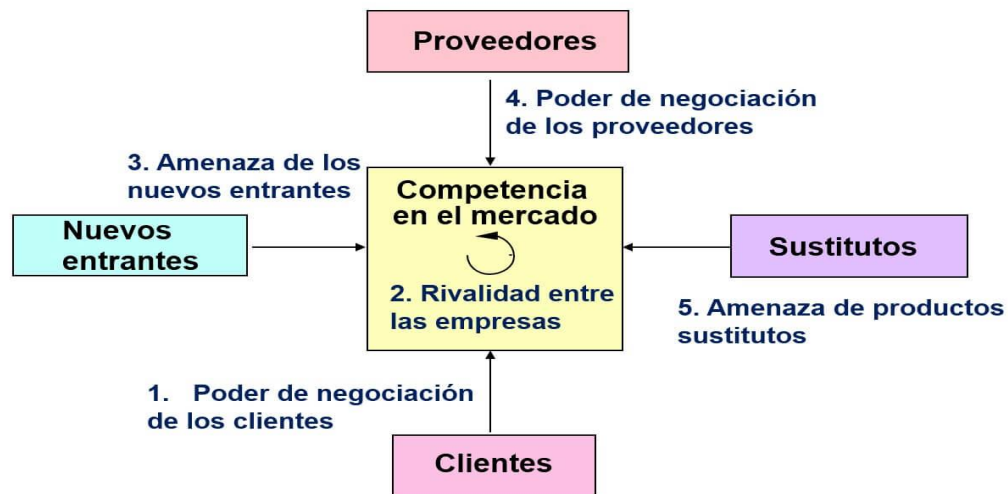 Proveedores
4. Poder de negociación
de los proveedores
3. Amenaza de los
nuevos entrantes
Competencia
en el mercado
Nuevos
entrantes
Sustitutos
2. Rivalidad entre
las empresas
5. Amenaza de productos
sustitutos
1. Poder de negociación
de los clientes
Clientes